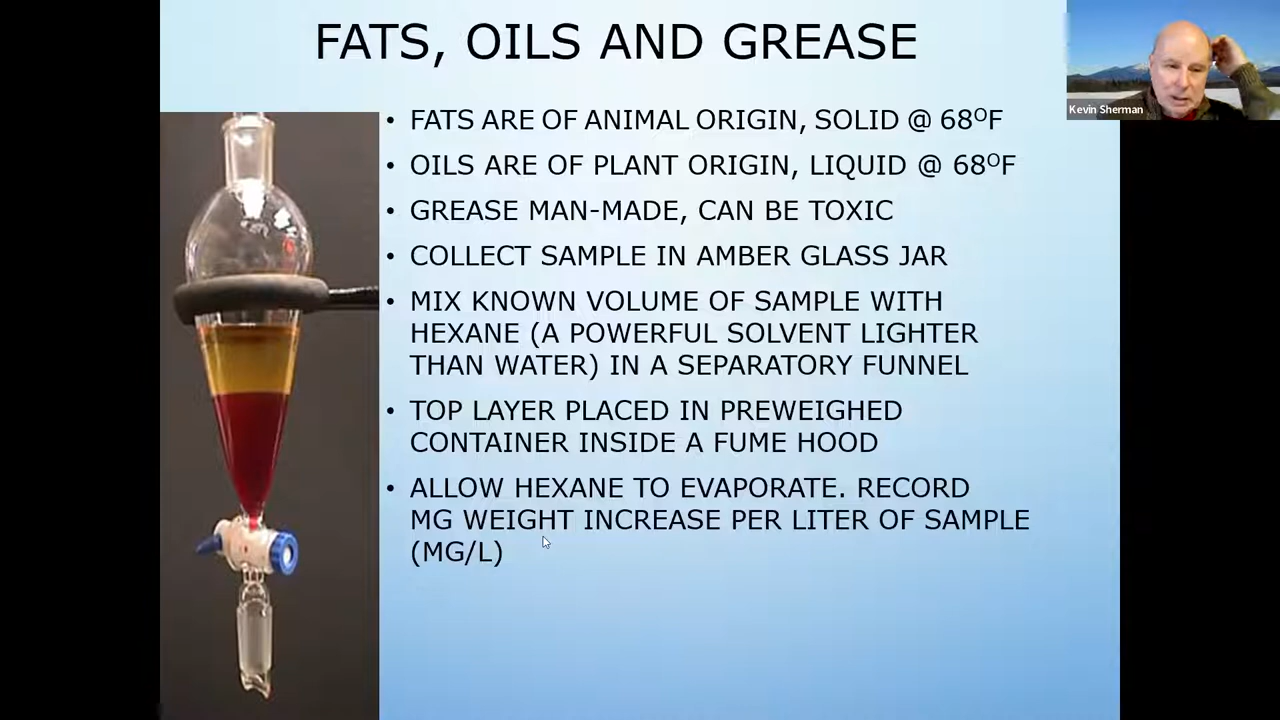 FATS, OILS AND GREASE
Kevin Sherman
• FATS ARE OF ANIMAL ORIGIN, SOLID @ 68ºF
• OILS ARE OF PLANT ORIGIN, LIQUID @ 68ºF
• GREASE MAN-MADE, CAN BE TOXIC
• COLLECT SAMPLE IN AMBER GLASS JAR
• MIX KNOWN VOLUME OF SAMPLE WITH
HEXANE (A POWERFUL SOLVENT LIGHTER
THAN WATER) IN A SEPARATORY FUNNEL
• TOP LAYER PLACED IN PREWEIGHED
CONTAINER INSIDE A FUME HOOD
• ALLOW HEXANE TO EVAPORATE. RECORD
MG WEIGHT INCREASE PER LITER OF SAMPLE
(MG/L)